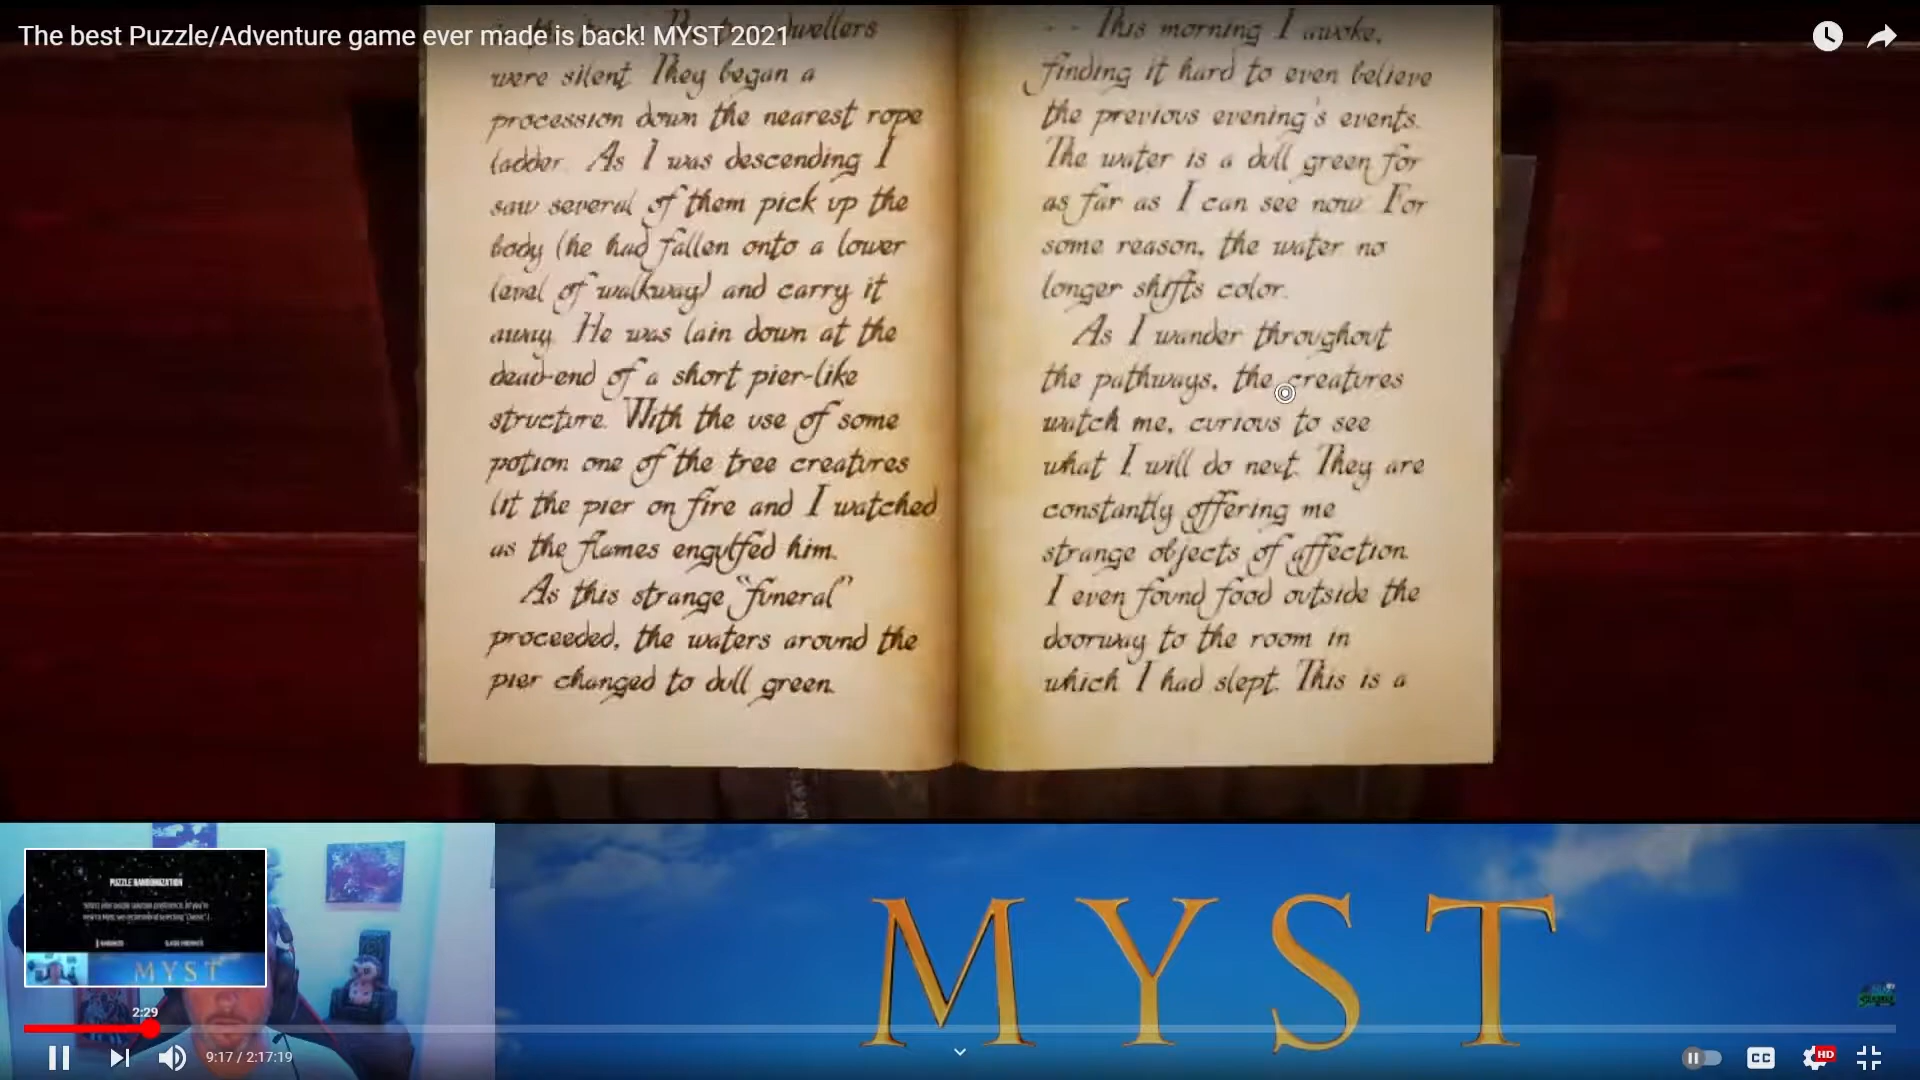 The best Puzzle/Adventure game ever made is back! MYST 2021
dwellers
were silent. They began a
procession down the nearest rope
ladder. As I was descending I
saw several of them pick up the
body (he had fallen onto a lower
level of walkway) and carry it
away. He was lain down at the
dead-end of a short pier-like
structure. With the use of some
potion one of the tree creatures
lit the pier on fire and I watched
as the flames engulfed him.
As this strange "funeral"
proceeded, the waters around the
pier changed to dull green.
- - This morning I awoke,
finding it hard to even believe
the previous evening's events.
The water is a dull green for
as far as I can see now. For
some reason, the water no
longer shifts color.
As I wander throughout
the pathways, the creatures
watch me, curious to see
what I will do next. They are
constantly offering me
strange objects of affection.
I even found food outside the
doorway to the room in
which I had slept. This is a
PUZZLE RANDOMIZATION
MYST
MYST
2:29
9:17 / 2:17:19
CC
HD